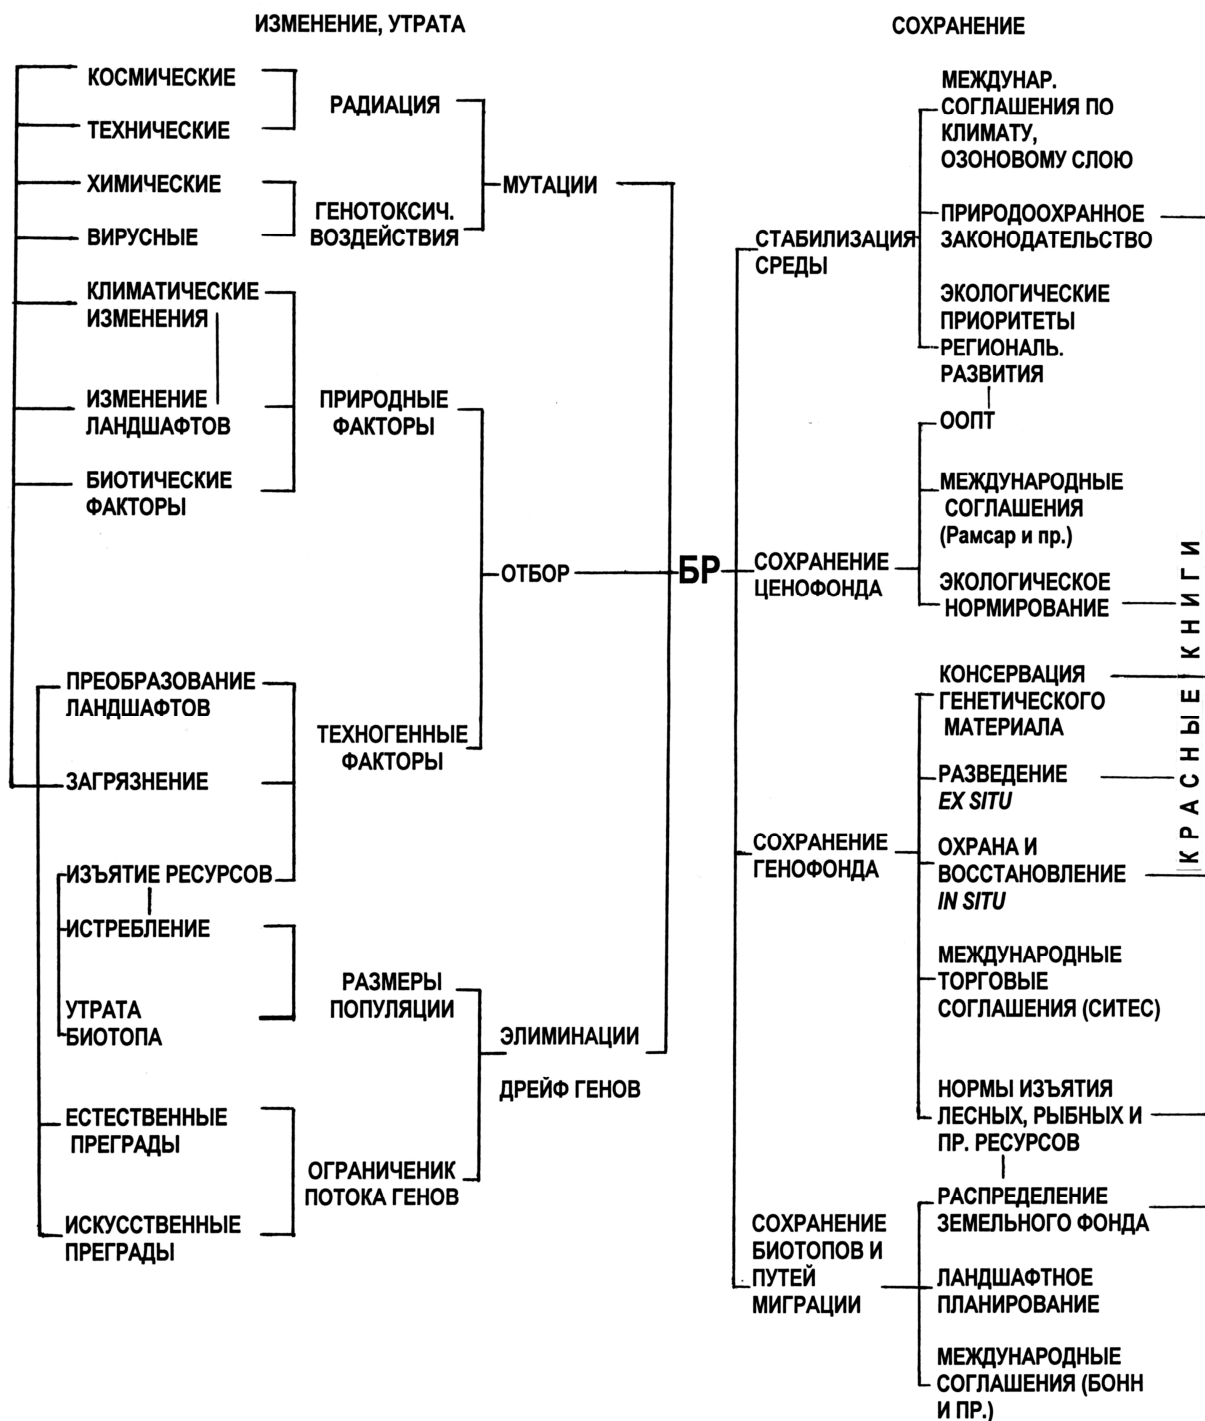 ИЗМЕНЕНИЕ, УТРАТА
КОСМИЧЕСКИЕ
ТЕХНИЧЕСКИЕ
РАДИАЦИЯ
ХИМИЧЕСКИЕ
ВИРУСНЫЕ
ГЕНОТОКСИЧ.
ВОЗДЕЙСТВИЯ
МУТАЦИИ
КЛИМАТИЧЕСКИЕ
ИЗМЕНЕНИЯ
ИЗМЕНЕНИЕ
ЛАНДШАФТОВ
БИОТИЧЕСКИЕ
ФАКТОРЫ
ПРИРОДНЫЕ
ФАКТОРЫ
ОТБОР
ПРЕОБРАЗОВАНИЕ
ЛАНДШАФТОВ
ЗАГРЯЗНЕНИЕ
ИЗЪЯТИЕ РЕСУРСОВ
ТЕХНОГЕННЫЕ
ФАКТОРЫ
ИСТРЕБЛЕНИЕ
УТРАТА
БИОТОПА
РАЗМЕРЫ
ПОПУЛЯЦИИ
ЭЛИМИНАЦИИ
ДРЕЙФ ГЕНОВ
ЕСТЕСТВЕННЫЕ
ПРЕГРАДЫ
ИСКУССТВЕННЫЕ
ПРЕГРАДЫ
ОГРАНИЧЕНИК
ПОТОКА ГЕНОВ
БР
СОХРАНЕНИЕ
СТАБИЛИЗАЦИЯ
СРЕДЫ
МЕЖДУНАР.
СОГЛАШЕНИЯ ПО
КЛИМАТУ,
ОЗОНОВОМУ СЛОЮ
ПРИРОДООХРАННОЕ
ЗАКОНОДАТЕЛЬСТВО
ЭКОЛОГИЧЕСКИЕ
ПРИОРИТЕТЫ
РЕГИОНАЛЬ.
РАЗВИТИЯ
СОХРАНЕНИЕ
ЦЕНОФОНДА
ООПТ
МЕЖДУНАРОДНЫЕ
СОГЛАШЕНИЯ
(Рамсар и пр.)
ЭКОЛОГИЧЕСКОЕ
НОРМИРОВАНИЕ
СОХРАНЕНИЕ
ГЕНОФОНДА
КОНСЕРВАЦИЯ
ГЕНЕТИЧЕСКОГО
МАТЕРИАЛА
РАЗВЕДЕНИЕ
EX SITU
ОХРАНА И
ВОССТАНОВЛЕНИЕ
IN SITU
МЕЖДУНАРОДНЫЕ
ТОРГОВЫЕ
СОГЛАШЕНИЯ (СИТЕС)
НОРМЫ ИЗЪЯТИЯ
ЛЕСНЫХ, РЫБНЫХ И
ПР. РЕСУРСОВ
СОХРАНЕНИЕ
БИОТОПОВ И
ПУТЕЙ
МИГРАЦИИ
РАСПРЕДЕЛЕНИЕ
ЗЕМЕЛЬНОГО ФОНДА
ЛАНДШАФТНОЕ
ПЛАНИРОВАНИЕ
МЕЖДУНАРОДНЫЕ
СОГЛАШЕНИЯ (БОНН
И ПР.)
КРАСНЫЕ КНИГИ